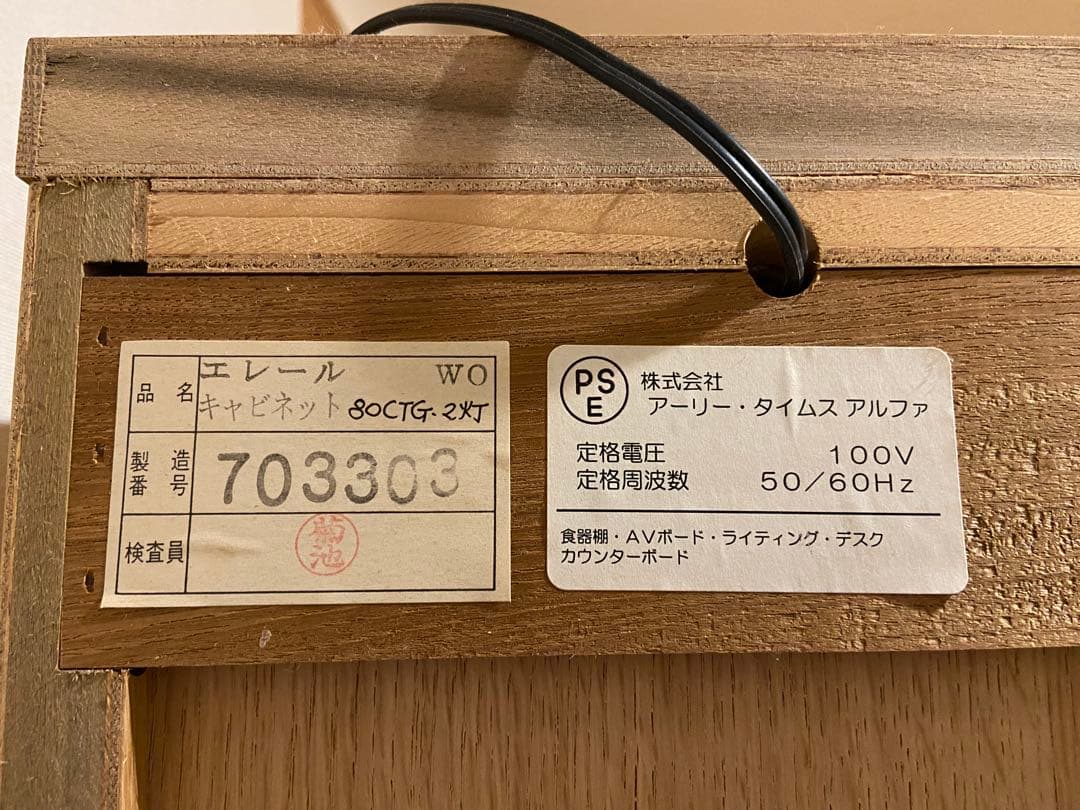 品名 エレール WO
キャビネット 80CTG-2灯
製造番号 703303
検査員 菊池
PSE 株式会社
アーリー・タイムス アルファ
定格電圧 100V
定格周波数 50/60Hz
食器棚・AVボード・ライティング・デスク
カウンターボード